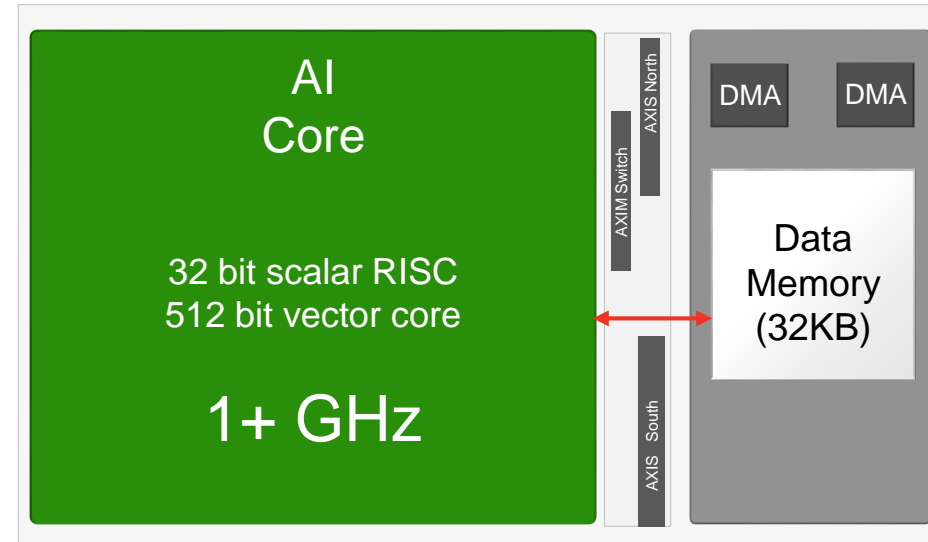 AI
Core
32 bit scalar RISC
512 bit vector core
1+ GHz
AXIS North
AXIM Switch
AXIS South
DMA
DMA
Data
Memory
(32KB)